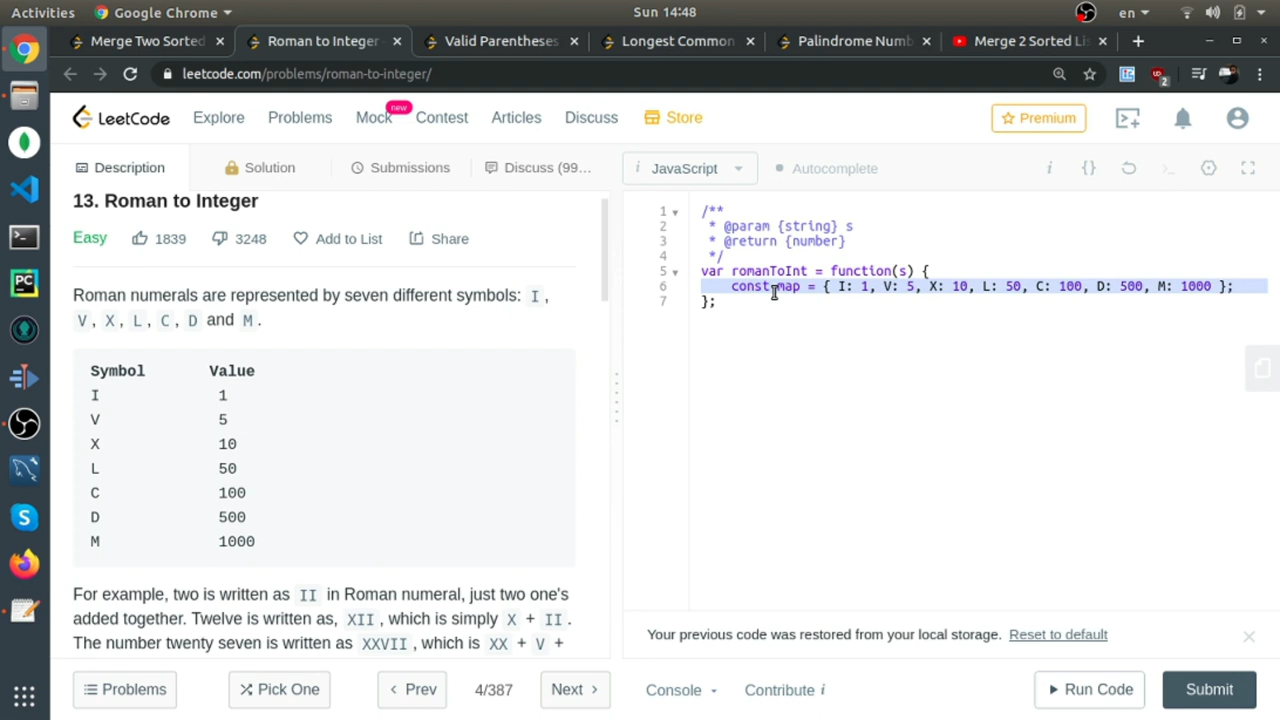 Activities Google Chrome Sun 14:48 en
Merge Two Sorted Roman to Integer - Valid Parentheses Longest Common Palindrome Numb Merge 2 Sorted Lis
leetcode.com/problems/roman-to-integer/ 2
LeetCode Explore Problems Mock new Contest Articles Discuss Store Premium
Description Solution Submissions Discuss (99... i JavaScript Autocomplete i {}
13. Roman to Integer
Easy 1839 3248 Add to List Share
Roman numerals are represented by seven different symbols: I,
V, X, L, C, D and M.
Symbol Value
I 1
V 5
X 10
L 50
C 100
D 500
M 1000
For example, two is written as II in Roman numeral, just two one's
added together. Twelve is written as, XII, which is simply X + II.
The number twenty seven is written as XXVII, which is XX + V +
1 /**
2 * @param {string} s
3 * @return {number}
4 */
5 var romanToInt = function(s) {
6 const map = { I: 1, V: 5, X: 10, L: 50, C: 100, D: 500, M: 1000 };
7 };
Your previous code was restored from your local storage. Reset to default
Problems Pick One Prev 4/387 Next Console Contribute i Run Code Submit
PC
S